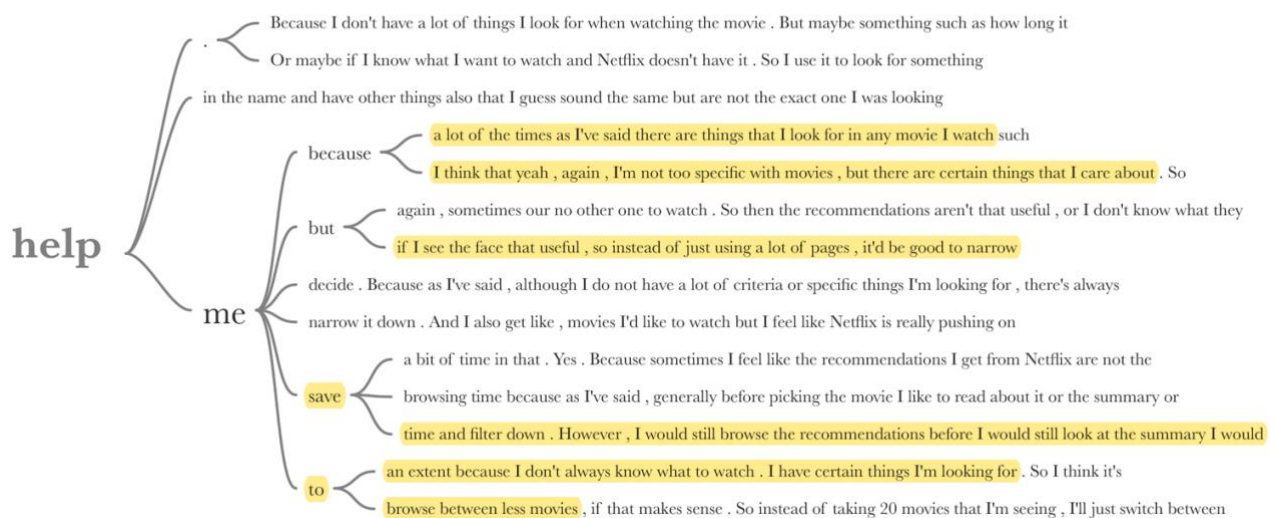 Because I don't have a lot of things I look for when watching the movie . But maybe something such as how long it
.
Or maybe if I know what I want to watch and Netflix doesn't have it . So I use it to look for something
in the name and have other things also that I guess sound the same but are not the exact one I was looking
a lot of the times as I've said there are things that I look for in any movie I watch such
because
I think that yeah , again , I'm not too specific with movies , but there are certain things that I care about . So
again , sometimes our no other one to watch . So then the recommendations aren't that useful , or I don't know what they
but
help
if I see the face that useful , so instead of just using a lot of pages , it'd be good to narrow
decide . Because as I've said , although I do not have a lot of criteria or specific things I'm looking for , there's always
me
narrow it down . And I also get like , movies I'd like to watch but I feel like Netflix is really pushing on
a bit of time in that . Yes . Because sometimes I feel like the recommendations I get from Netflix are not the
save
browsing time because as I've said , generally before picking the movie I like to read about it or the summary or
time and filter down . However , I would still browse the recommendations before I would still look at the summary I would
an extent because I don't always know what to watch . I have certain things I'm looking for . So I think it's
to
browse between less movies , if that makes sense . So instead of taking 20 movies that I'm seeing , I'll just switch between